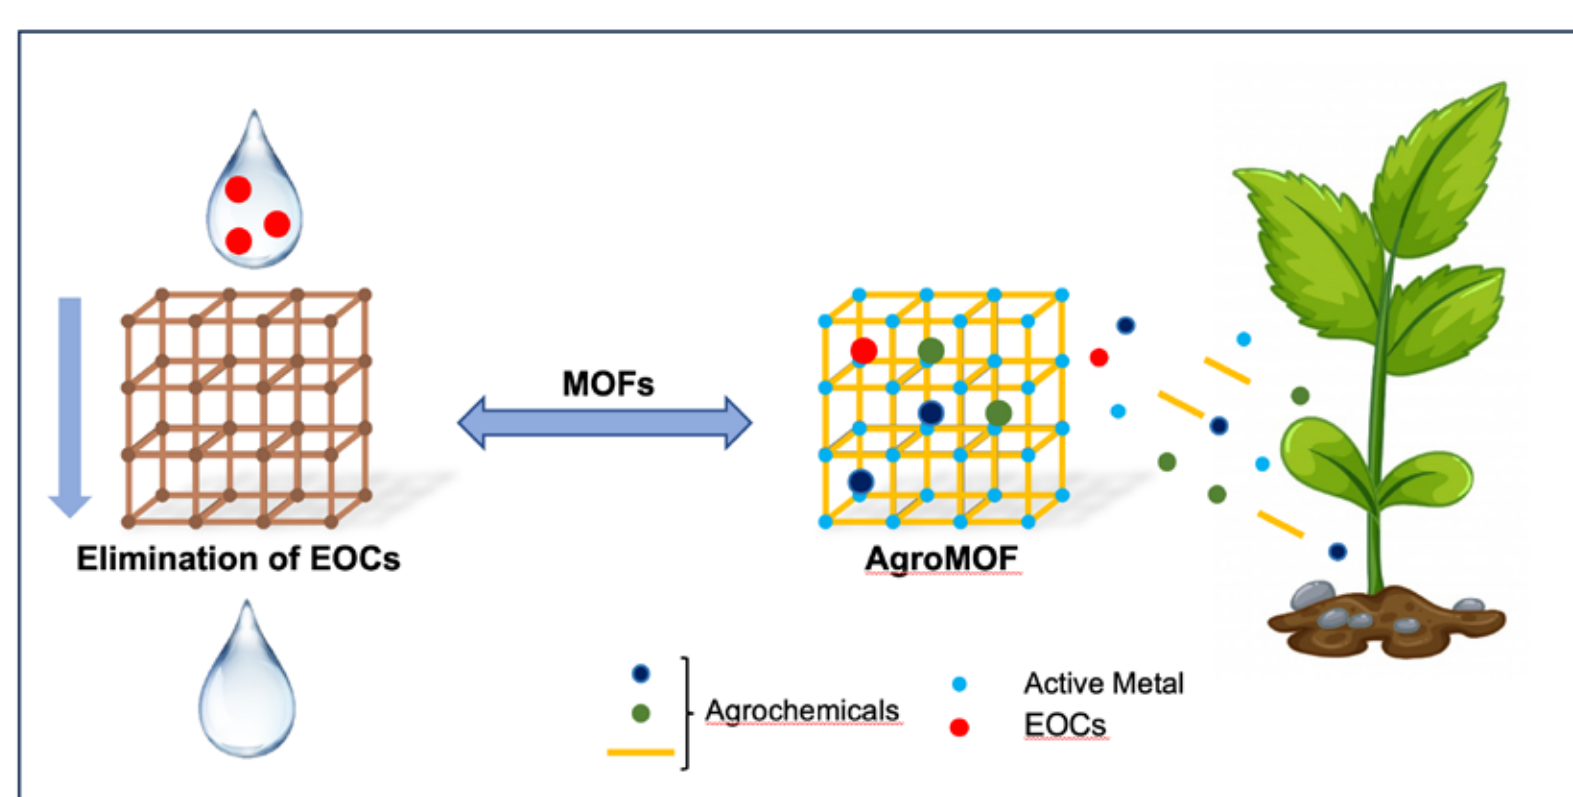 MOFs
Elimination of EOCs
AgroMOF
Agrochemicals
Active Metal
EOCs